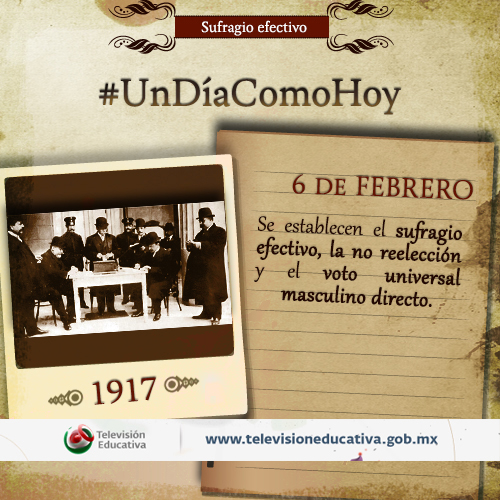 Sufragio efectivo
#UnDíaComoHoy
6 DE FEBRERO
Se establecen el sufragio
efectivo, la no reelección
y el voto universal
masculino directo.
1917
Televisión
Educativa
www.televisioneducativa.gob.mx